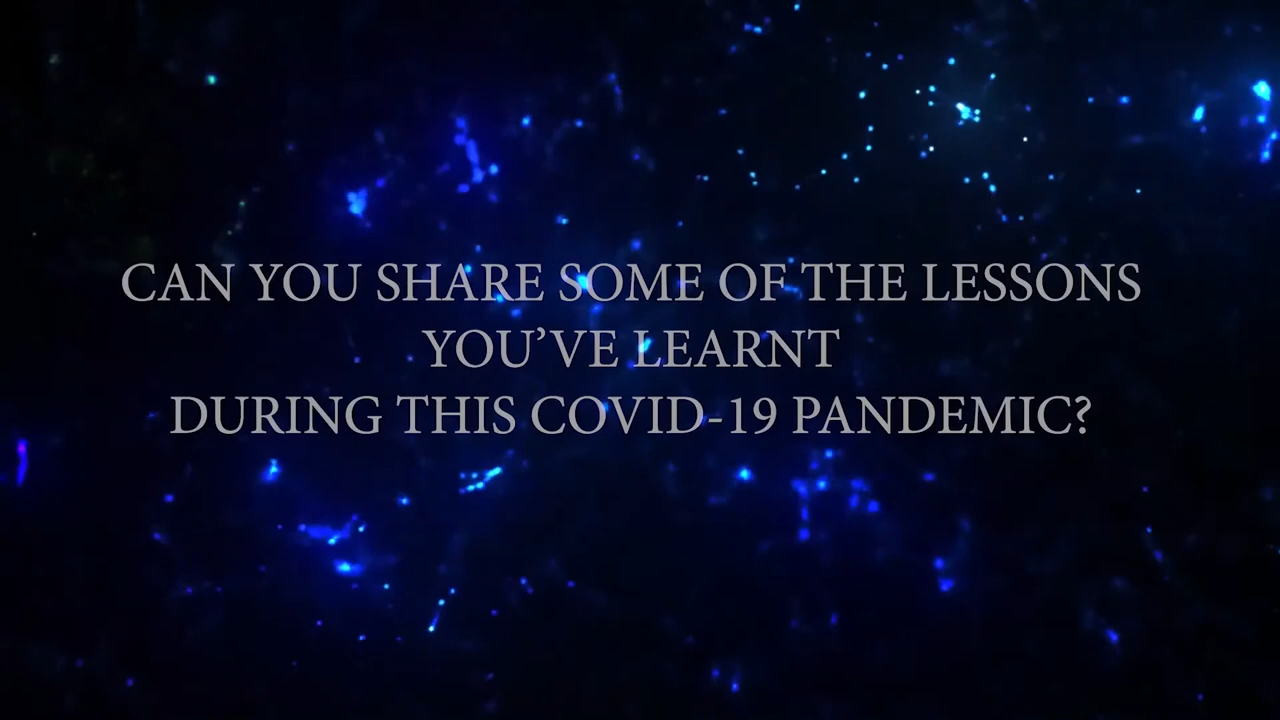 CAN YOU SHARE SOME OF THE LESSONS
YOU’VE LEARNT
DURING THIS COVID-19 PANDEMIC?